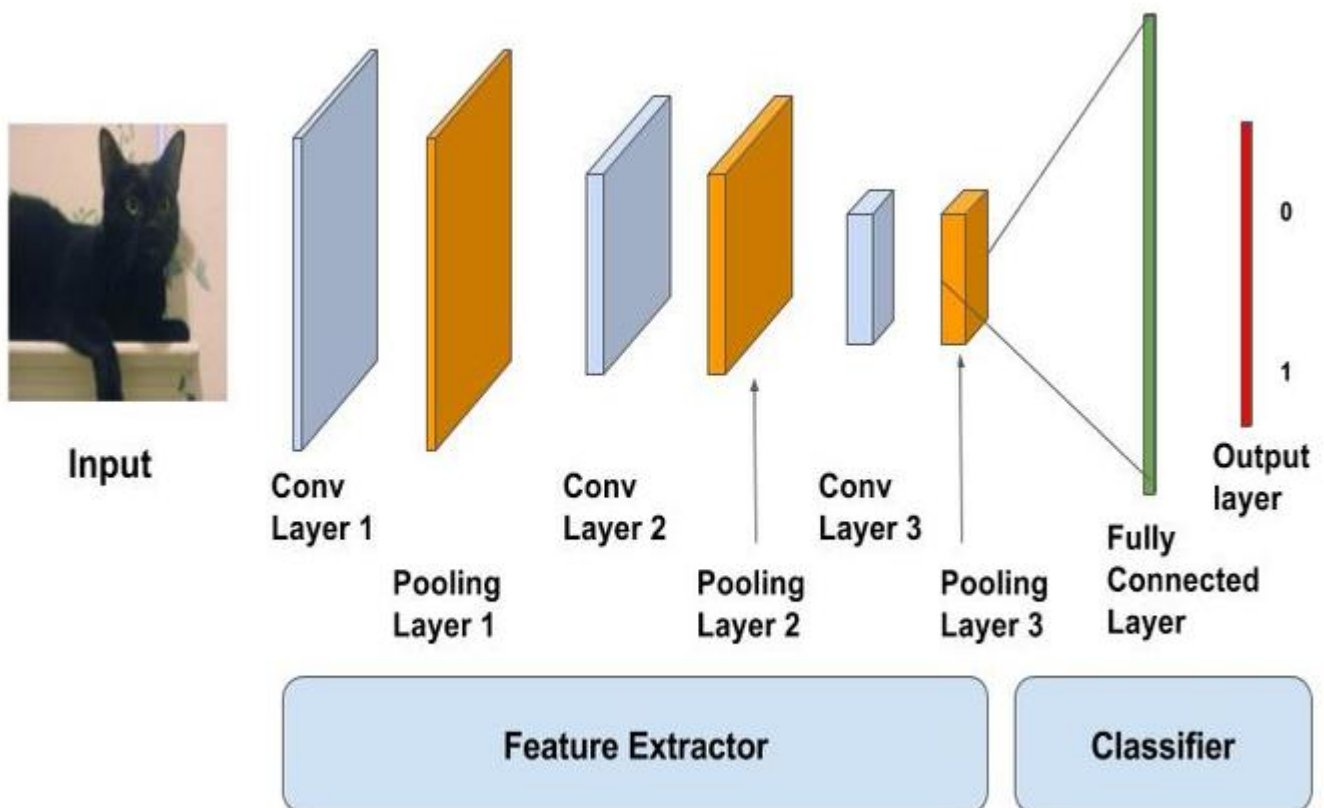 Input
Conv
Layer 1
Pooling
Layer 1
Conv
Layer 2
Pooling
Layer 2
Conv
Layer 3
Pooling
Layer 3
Fully
Connected
Layer
0
1
Output
layer
Feature Extractor
Classifier